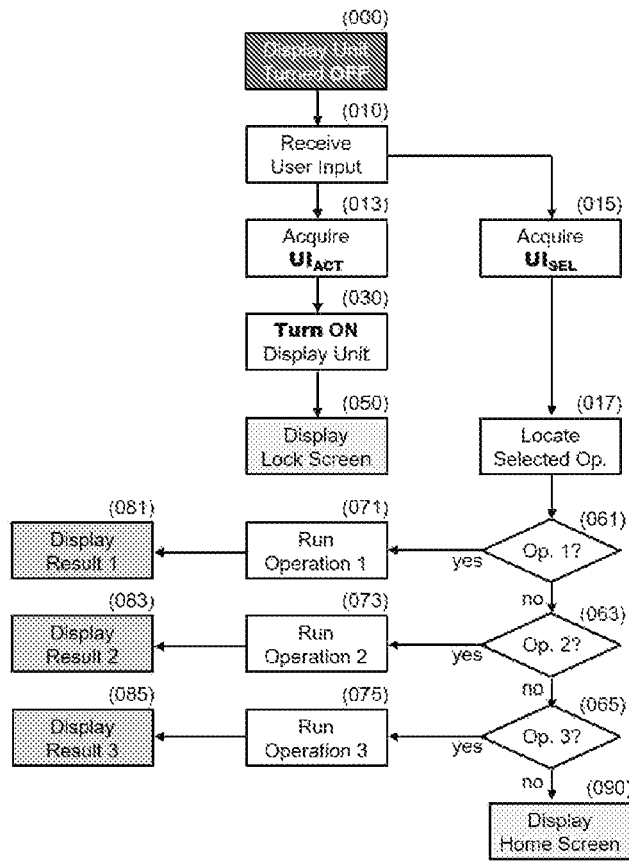 (000)
Display Unit
Turned OFF
(010)
Receive
User Input
(013)
Acquire
UI_ACT
(015)
Acquire
UI_SEL
(030)
Turn ON
Display Unit
(050)
Display
Lock Screen
(017)
Locate
Selected Op.
(081)
Display
Result 1
(071)
Run
Operation 1
(061)
Op. 1?
yes
no
(083)
Display
Result 2
(073)
Run
Operation 2
(063)
Op. 2?
yes
no
(085)
Display
Result 3
(075)
Run
Operation 3
(065)
Op. 3?
yes
no
(090)
Display
Home Screen